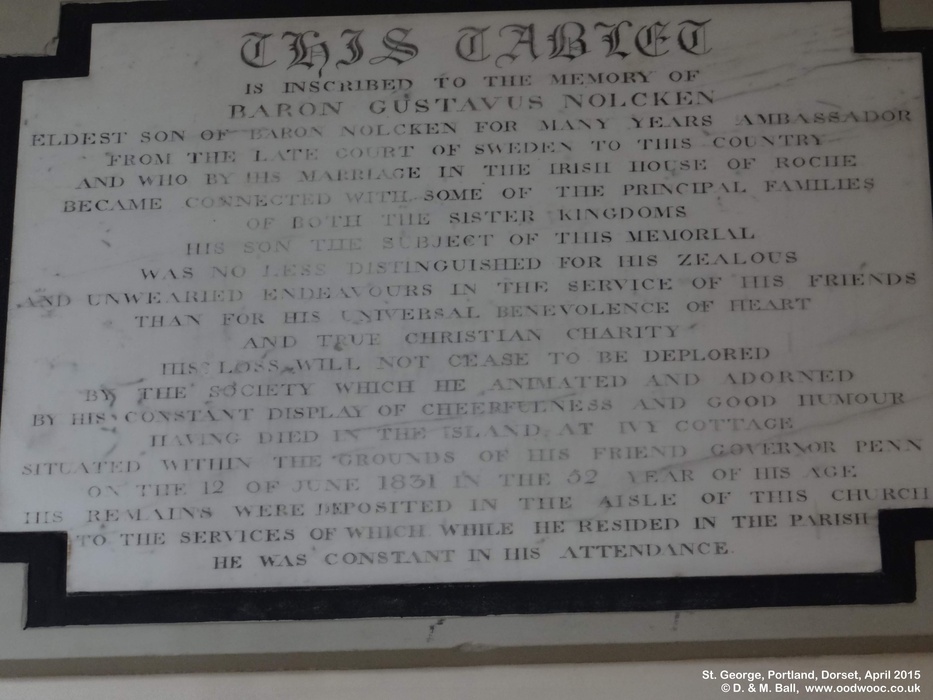 THIS TABLET
IS INSCRIBED TO THE MEMORY OF
BARON GUSTAVUS NOLCKEN
ELDEST SON OF BARON NOLCKEN FOR MANY YEARS AMBASSADOR
FROM THE LATE COURT OF SWEDEN TO THIS COUNTRY
AND WHO BY HIS MARRIAGE IN THE IRISH HOUSE OF ROCHE
BECAME CONNECTED WITH SOME OF THE PRINCIPAL FAMILIES
OF BOTH THE SISTER KINGDOMS
HIS SON THE SUBJECT OF THIS MEMORIAL
WAS NO LESS DISTINGUISHED FOR HIS ZEALOUS
AND UNWEARIED ENDEAVOURS IN THE SERVICE OF HIS FRIENDS
THAN FOR HIS UNIVERSAL BENEVOLENCE OF HEART
AND TRUE CHRISTIAN CHARITY
HIS LOSS WILL NOT CEASE TO BE DEPLORED
BY THE SOCIETY WHICH HE ANIMATED AND ADORNED
BY HIS CONSTANT DISPLAY OF CHEERFULNESS AND GOOD HUMOUR
HAVING DIED IN THE ISLAND AT IVY COTTAGE
SITUATED WITHIN THE GROUNDS OF HIS FRIEND GOVERNOR PENN
ON THE 12 OF JUNE 1831 IN THE 52 YEAR OF HIS AGE
HIS REMAINS WERE DEPOSITED IN THE AISLE OF THIS CHURCH
TO THE SERVICES OF WHICH WHILE HE RESIDED IN THE PARISH
HE WAS CONSTANT IN HIS ATTENDANCE.
St. George, Portland, Dorset, April 2015
© D. & M. Ball, www.oodwooc.co.uk